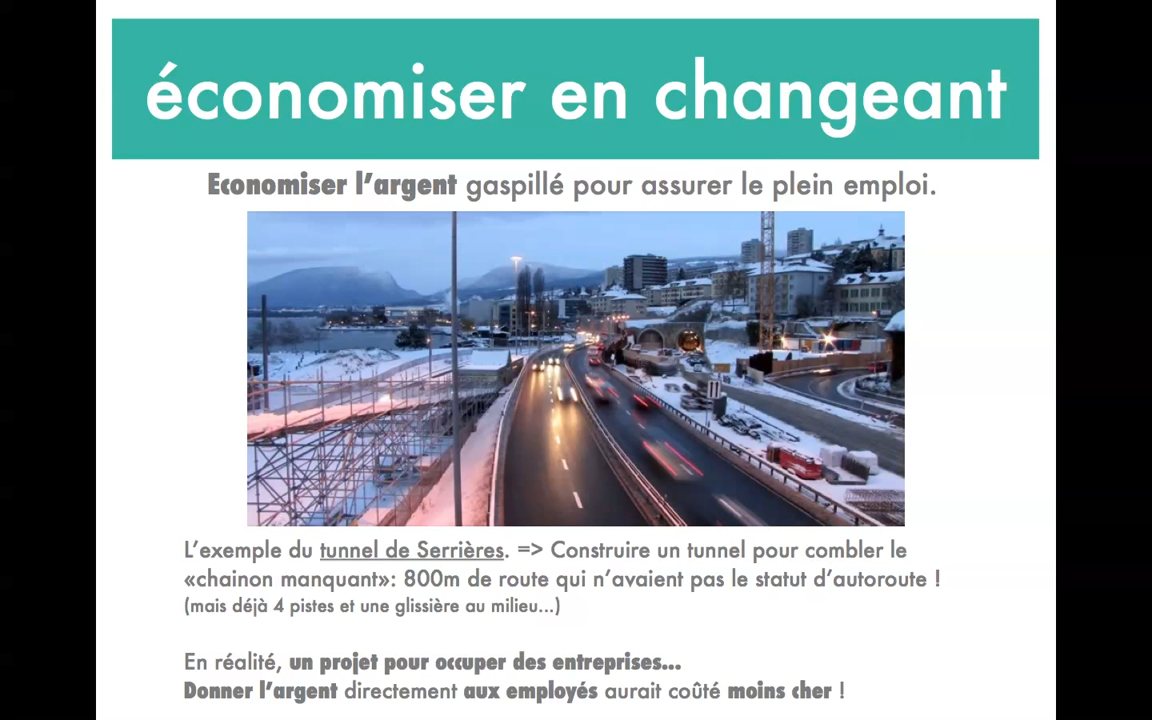 économiser en changeant
Economiser l'argent gaspillé pour assurer le plein emploi.
L'exemple du tunnel de Serrières. => Construire un tunnel pour combler le
«chainon manquant»: 800m de route qui n'avaient pas le statut d'autoroute !
(mais déjà 4 pistes et une glissière au milieu...)
En réalité, un projet pour occuper des entreprises...
Donner l'argent directement aux employés aurait coûté moins cher !